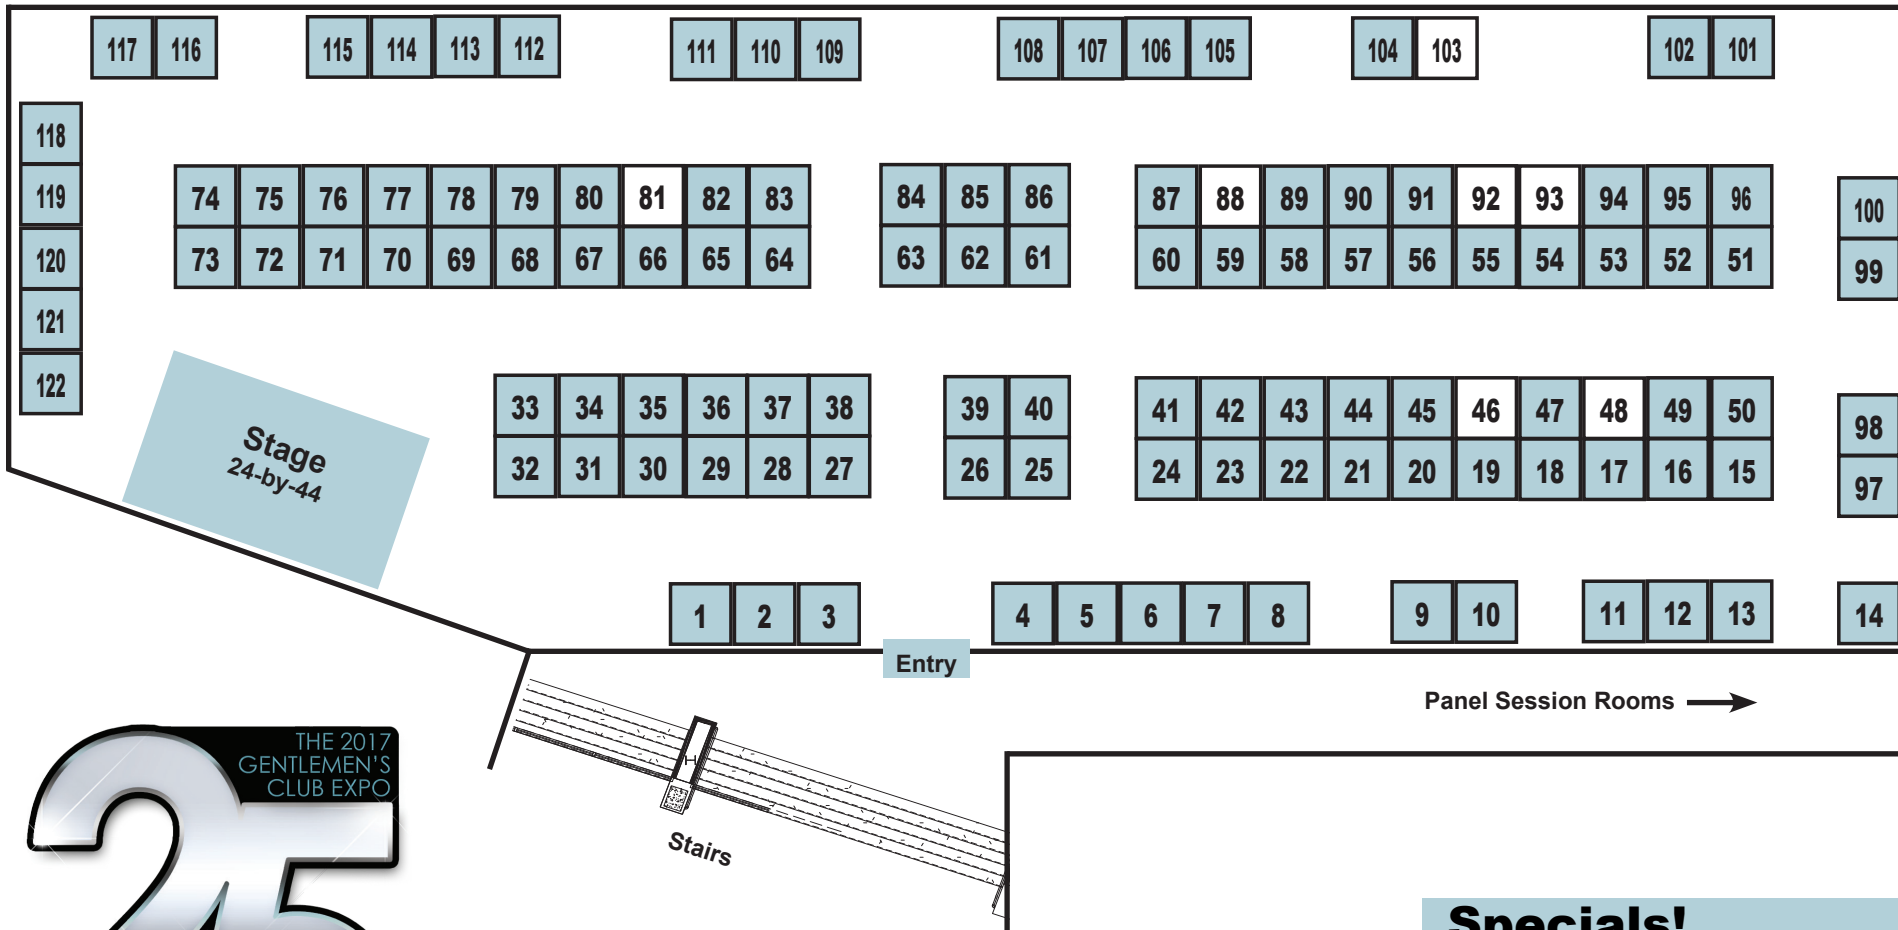 117 116 115 114 113 112 111 110 109 108 107 106 105 104 103 102 101
118
119
120
121
122
74 75 76 77 78 79 80 81 82 83 84 85 86 87 88 89 90 91 92 93 94 95 96
73 72 71 70 69 68 67 66 65 64 63 62 61 60 59 58 57 56 55 54 53 52 51
100
99
Stage
24-by-44
33 34 35 36 37 38 39 40 41 42 43 44 45 46 47 48 49 50
32 31 30 29 28 27 26 25 24 23 22 21 20 19 18 17 16 15
98
97
1 2 3 4 5 6 7 8 9 10 11 12 13 14
Entry
Panel Session Rooms
Stairs
THE 2017
GENTLEMEN'S
CLUB EXPO
25
Specials!